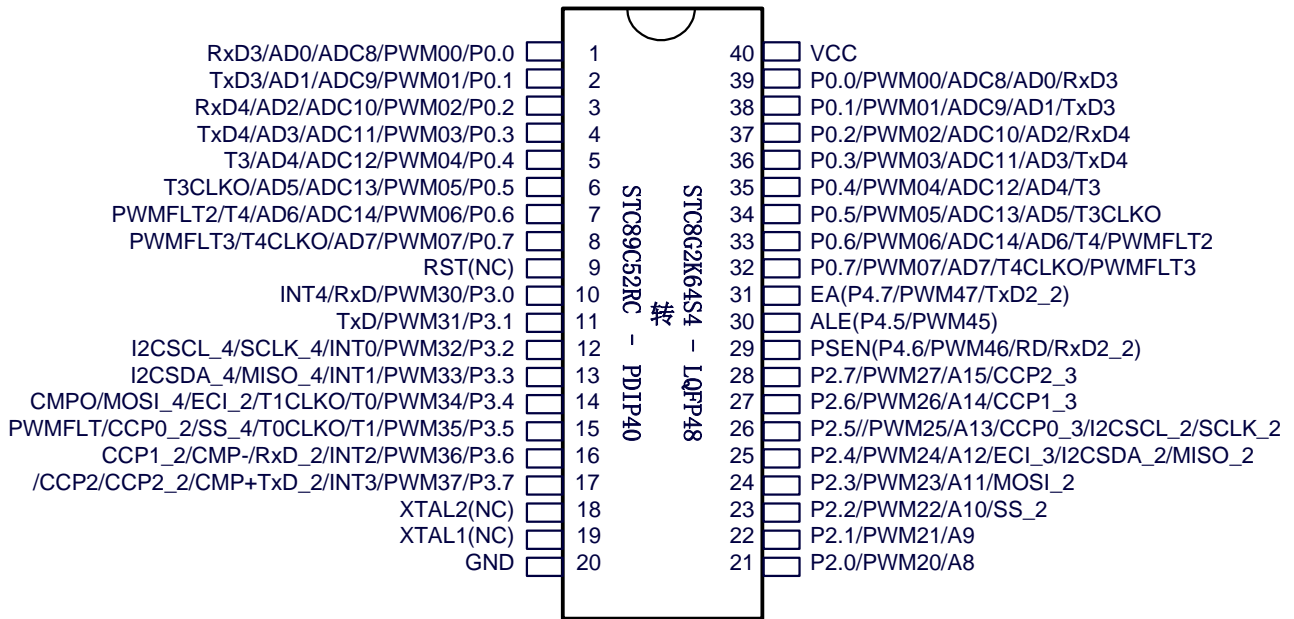 RxD3/AD0/ADC8/PWM00/P0.0 1
TxD3/AD1/ADC9/PWM01/P0.1 2
RxD4/AD2/ADC10/PWM02/P0.2 3
TxD4/AD3/ADC11/PWM03/P0.3 4
T3/AD4/ADC12/PWM04/P0.4 5
T3CLKO/AD5/ADC13/PWM05/P0.5 6
PWMFLT2/T4/AD6/ADC14/PWM06/P0.6 7
PWMFLT3/T4CLKO/AD7/PWM07/P0.7 8
RST(NC) 9
INT4/RxD/PWM30/P3.0 10
TxD/PWM31/P3.1 11
I2CSCL_4/SCLK_4/INT0/PWM32/P3.2 12
I2CSDA_4/MISO_4/INT1/PWM33/P3.3 13
CMPO/MOSI_4/ECI_2/T1CLKO/T0/PWM34/P3.4 14
PWMFLT/CCP0_2/SS_4/T0CLKO/T1/PWM35/P3.5 15
CCP1_2/CMP-/RxD_2/INT2/PWM36/P3.6 16
/CCP2/CCP2_2/CMP+TxD_2/INT3/PWM37/P3.7 17
XTAL2(NC) 18
XTAL1(NC) 19
GND 20
STC89C52RC - PDIP40
转
STC8G2K64S4 - LQFP48
40 VCC
39 P0.0/PWM00/ADC8/AD0/RxD3
38 P0.1/PWM01/ADC9/AD1/TxD3
37 P0.2/PWM02/ADC10/AD2/RxD4
36 P0.3/PWM03/ADC11/AD3/TxD4
35 P0.4/PWM04/ADC12/AD4/T3
34 P0.5/PWM05/ADC13/AD5/T3CLKO
33 P0.6/PWM06/ADC14/AD6/T4/PWMFLT2
32 P0.7/PWM07/AD7/T4CLKO/PWMFLT3
31 EA(P4.7/PWM47/TxD2_2)
30 ALE(P4.5/PWM45)
29 PSEN(P4.6/PWM46/RD/RxD2_2)
28 P2.7/PWM27/A15/CCP2_3
27 P2.6/PWM26/A14/CCP1_3
26 P2.5//PWM25/A13/CCP0_3/I2CSCL_2/SCLK_2
25 P2.4/PWM24/A12/ECI_3/I2CSDA_2/MISO_2
24 P2.3/PWM23/A11/MOSI_2
23 P2.2/PWM22/A10/SS_2
22 P2.1/PWM21/A9
21 P2.0/PWM20/A8